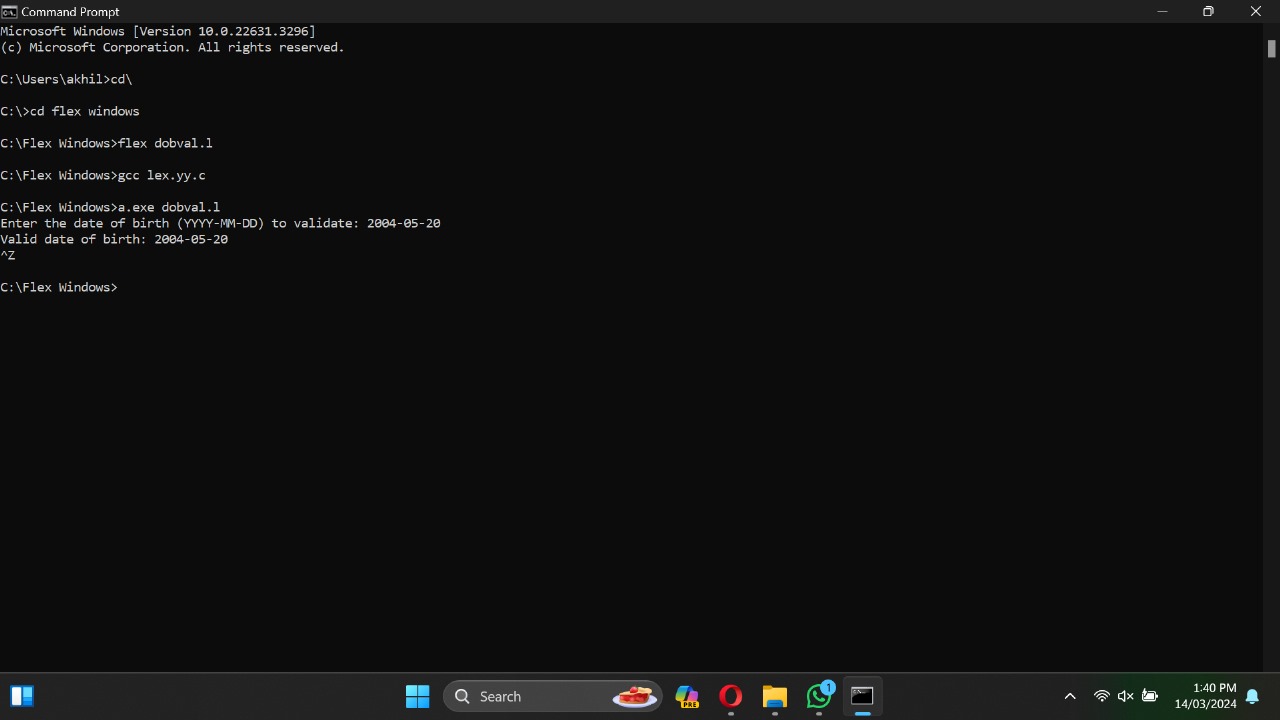 Command Prompt
Microsoft Windows [Version 10.0.22631.3296]
(c) Microsoft Corporation. All rights reserved.
C:\Users\akhil>cd\
C:\>cd flex windows
C:\Flex Windows>flex dobval.l
C:\Flex Windows>gcc lex.yy.c
C:\Flex Windows>a.exe dobval.l
Enter the date of birth (YYYY-MM-DD) to validate: 2004-05-20
Valid date of birth: 2004-05-20
^Z
C:\Flex Windows>
Search
PRE
1
1:40 PM
14/03/2024